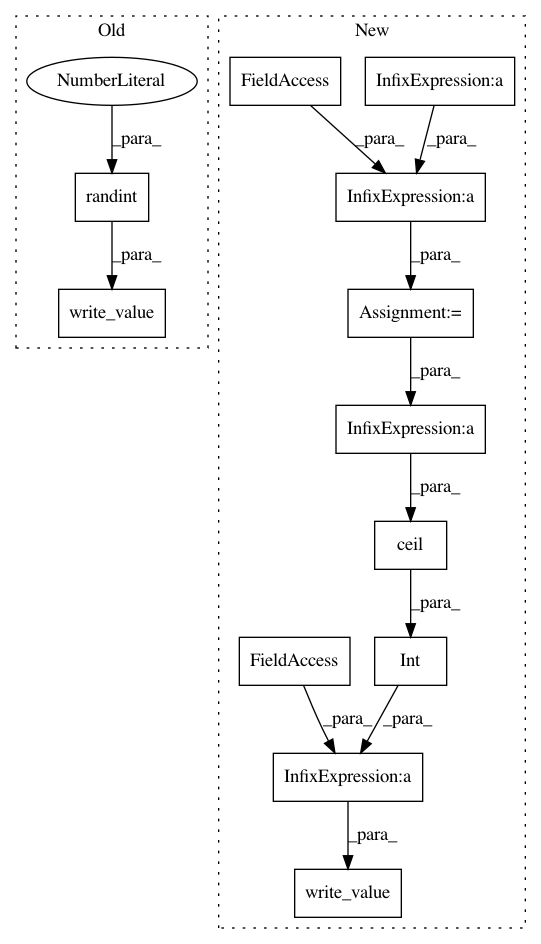 Old
New
NumberLiteral
FieldAccess
InfixExpression:a
_para_
_para_
_para_
randint
InfixExpression:a
_para_
_para_
write_value
Assignment:=
_para_
InfixExpression:a
_para_
ceil
_para_
FieldAccess
Int
_para_
_para_
InfixExpression:a
_para_
write_value